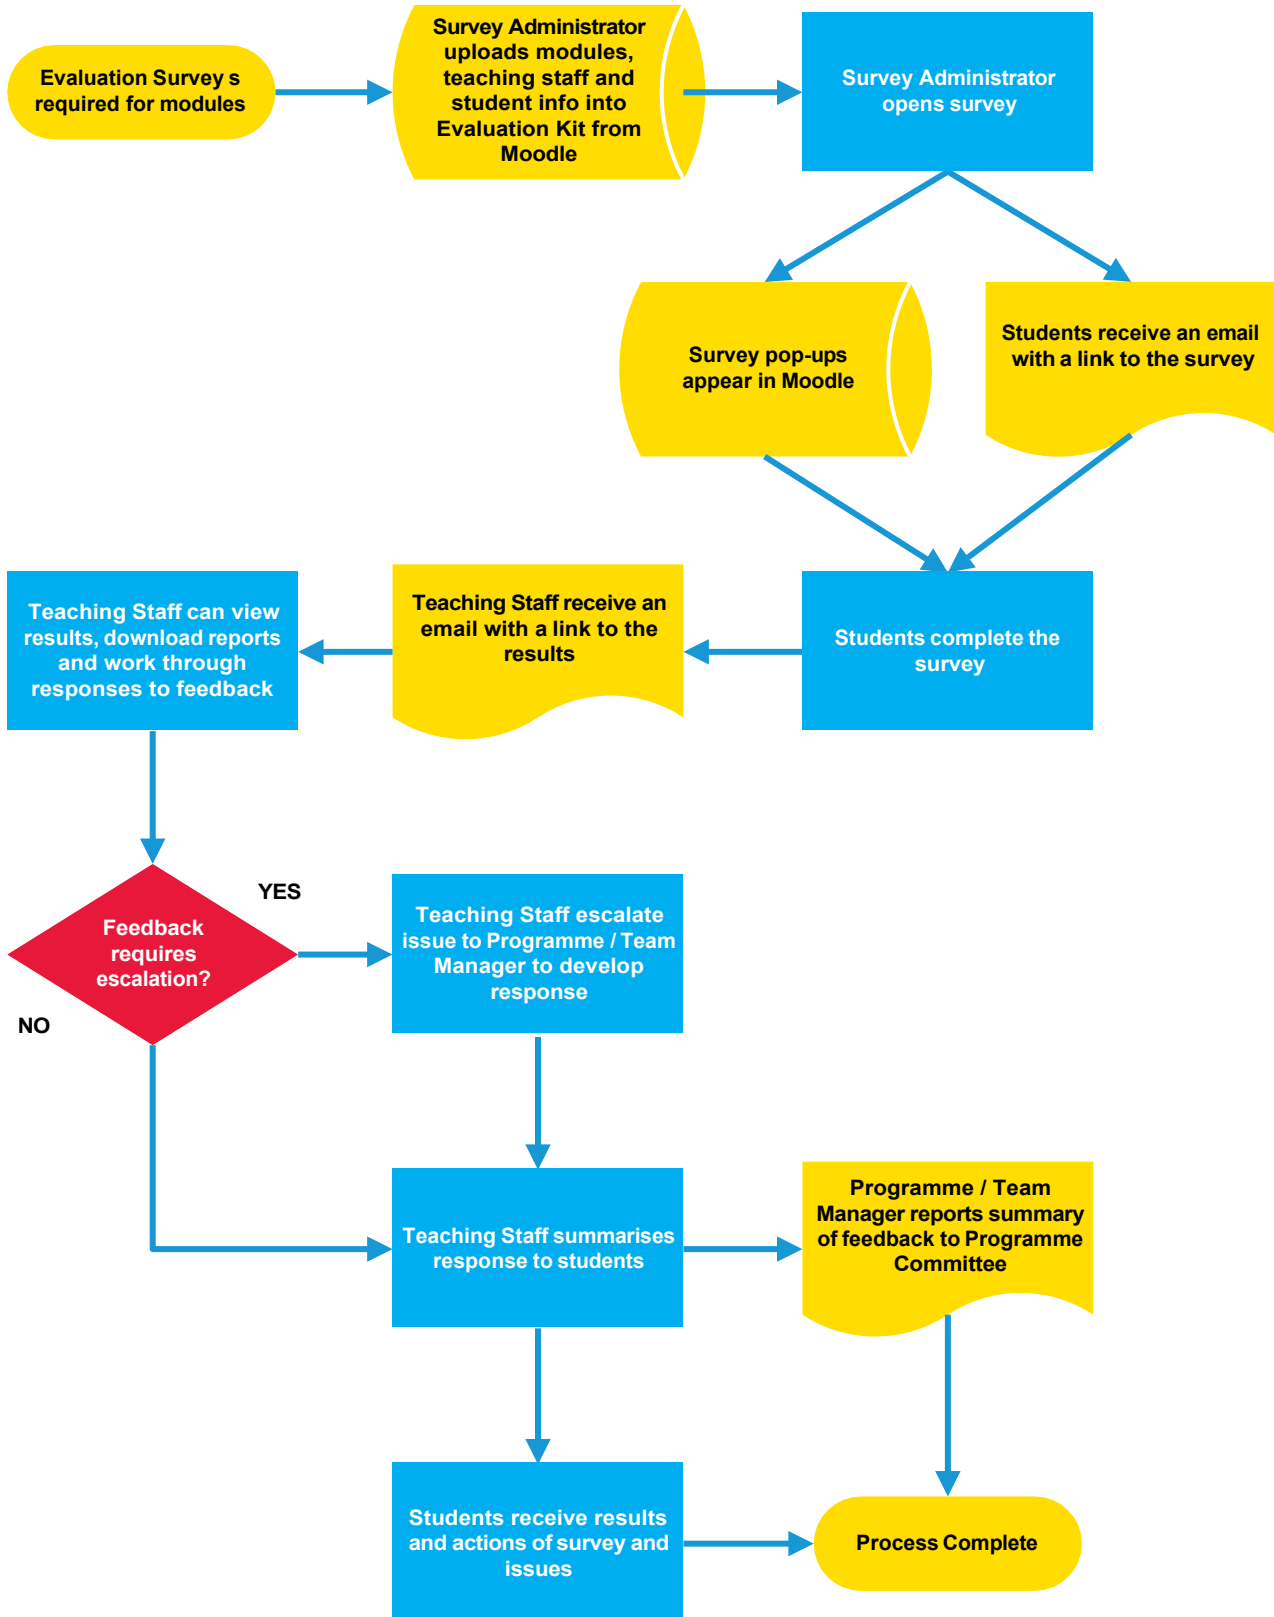 Evaluation Survey s
required for modules
Survey Administrator
uploads modules,
teaching staff and
student info into
Evaluation Kit from
Moodle
Survey Administrator
opens survey
Survey pop-ups
appear in Moodle
Students receive an email
with a link to the survey
Teaching Staff can view
results, download reports
and work through
responses to feedback
Teaching Staff receive an
email with a link to the
results
Students complete the
survey
Feedback
requires
escalation?
YES
NO
Teaching Staff escalate
issue to Programme / Team
Manager to develop
response
Teaching Staff summarises
response to students
Programme / Team
Manager reports summary
of feedback to Programme
Committee
Students receive results
and actions of survey and
issues
Process Complete